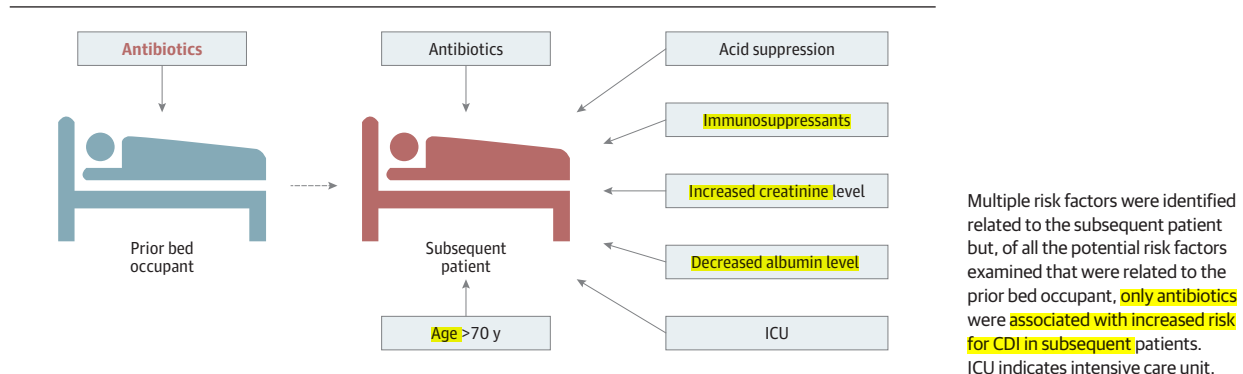 Antibiotics
Antibiotics
Acid suppression
Immunosuppressants
Increased creatinine level
Decreased albumin level
ICU
Prior bed
occupant
Subsequent
patient
Age >70 y
Multiple risk factors were identified
related to the subsequent patient
but, of all the potential risk factors
examined that were related to the
prior bed occupant, only antibiotics
were associated with increased risk
for CDI in subsequent patients.
ICU indicates intensive care unit.